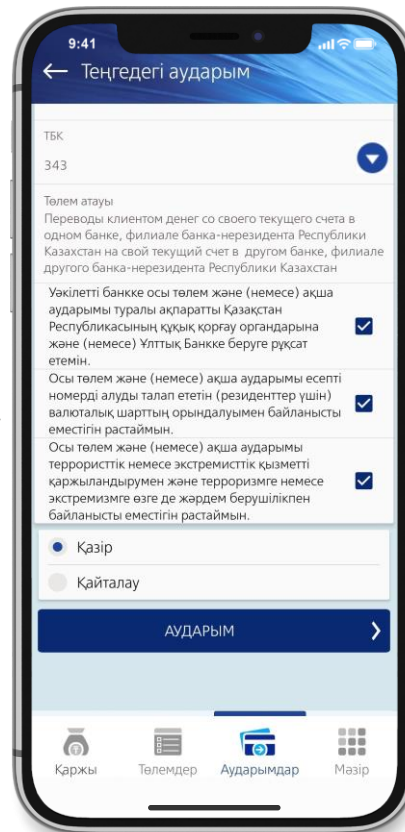 9:41
Теңгедегі аударым
ТБК
343
Төлем атауы
Переводы клиентом денег со своего текущего счета в
одном банке, филиале банка-нерезидента Республики
Казахстан на свой текущий счет в другом банке, филиале
другого банка-нерезидента Республики Казахстан
Уәкілетті банкке осы төлем және (немесе) ақша
аударымы туралы ақпаратты Қазақстан
Республикасының құқық қорғау органдарына
және (немесе) Ұлттық Банкке беруге рұқсат
етемін.
Осы төлем және (немесе) ақша аударымы есепті
номерді алуды талап ететін (резиденттер үшін)
валюталық шарттың орындалуымен байланысты
еместігін растаймын.
Осы төлем және (немесе) ақша аударымы
террористтік немесе экстремисттік қызметті
қаржыландырумен және терроризмге немесе
экстремизмге өзге де жәрдем берушілікпен
байланысты еместігін растаймын.
Қазір
Қайталау
АУДАРЫМ
Қаржы Төлемдер Аударымдар Мәзір